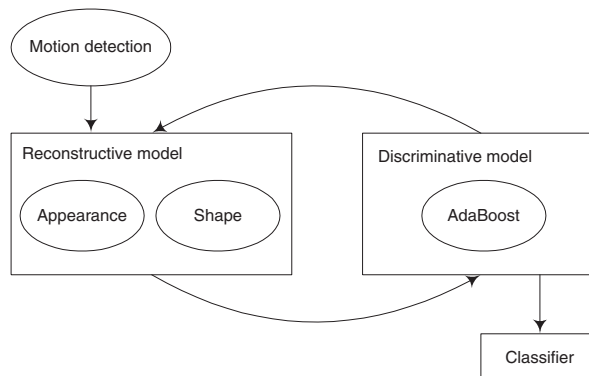 Motion detection
Reconstructive model
Discriminative model
Appearance
Shape
AdaBoost
Classifier